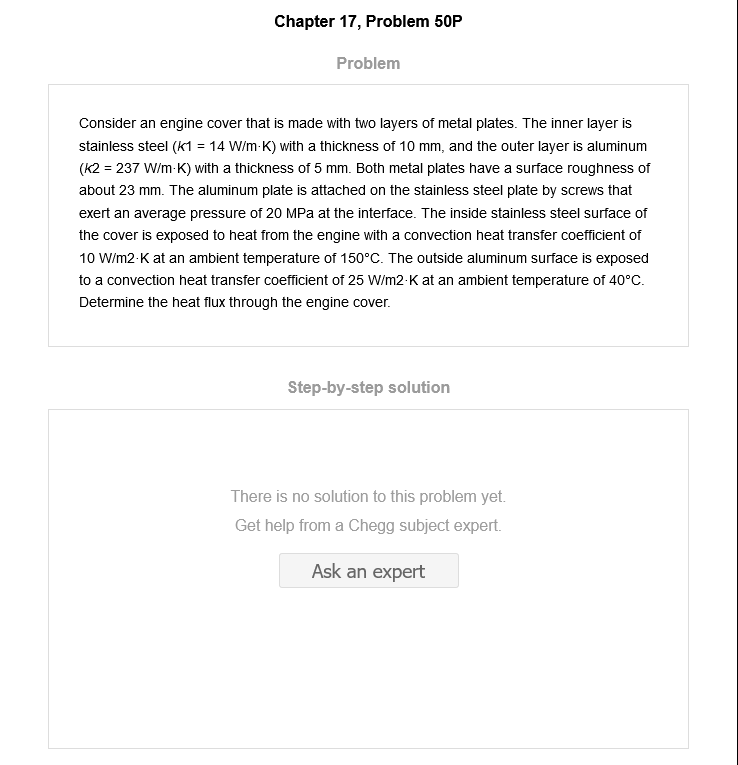 Chapter 17, Problem 50P
Problem
Consider an engine cover that is made with two layers of metal plates. The inner layer is
stainless steel (k1 = 14 W/m·K) with a thickness of 10 mm, and the outer layer is aluminum
(k2 = 237 W/m·K) with a thickness of 5 mm. Both metal plates have a surface roughness of
about 23 mm. The aluminum plate is attached on the stainless steel plate by screws that
exert an average pressure of 20 MPa at the interface. The inside stainless steel surface of
the cover is exposed to heat from the engine with a convection heat transfer coefficient of
10 W/m2·K at an ambient temperature of 150°C. The outside aluminum surface is exposed
to a convection heat transfer coefficient of 25 W/m2·K at an ambient temperature of 40°C.
Determine the heat flux through the engine cover.
Step-by-step solution
There is no solution to this problem yet.
Get help from a Chegg subject expert.
Ask an expert